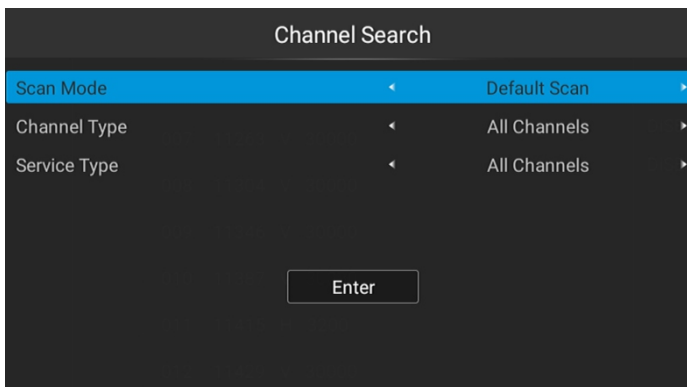 Channel Search
Scan Mode Default Scan
Channel Type All Channels
Service Type All Channels
Enter